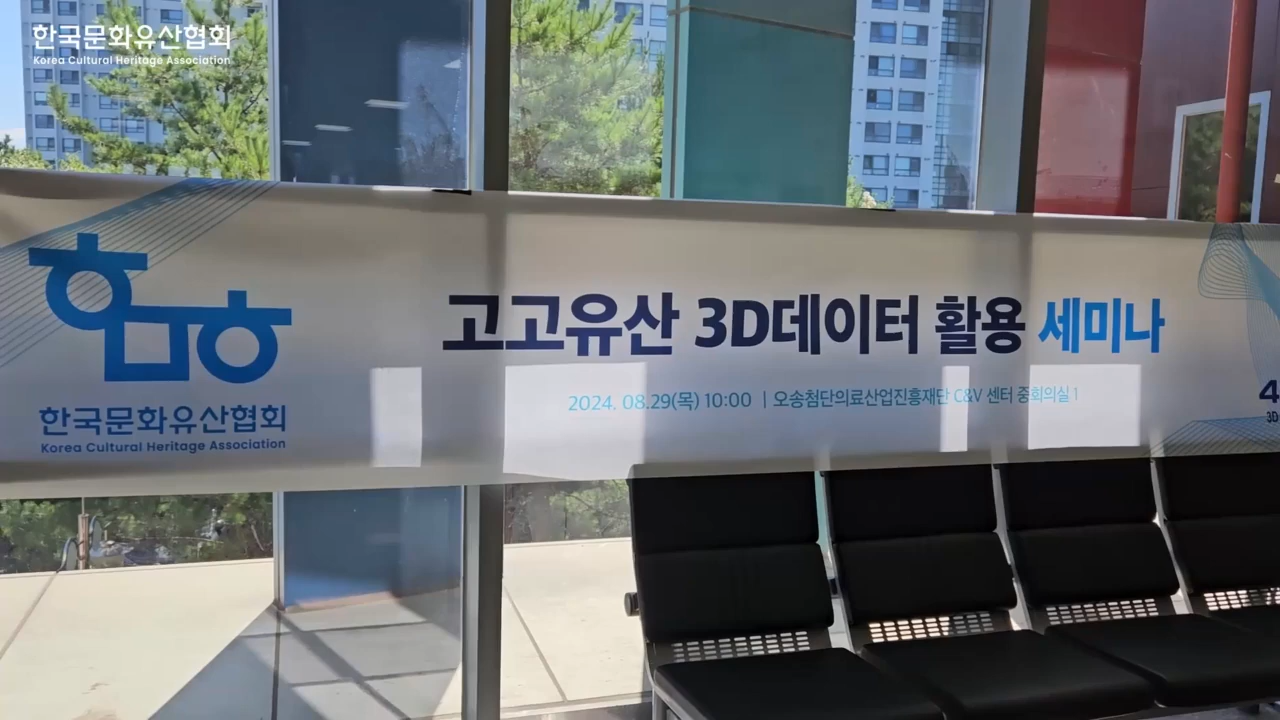 한국문화유산협회
Korea Cultural Heritage Association
한국문화유산협회
Korea Cultural Heritage Association
고고유산 3D데이터 활용 세미나
2024. 08.29(목) 10:00 | 오송첨단의료산업진흥재단 C&V 센터 중회의실1
4
3D